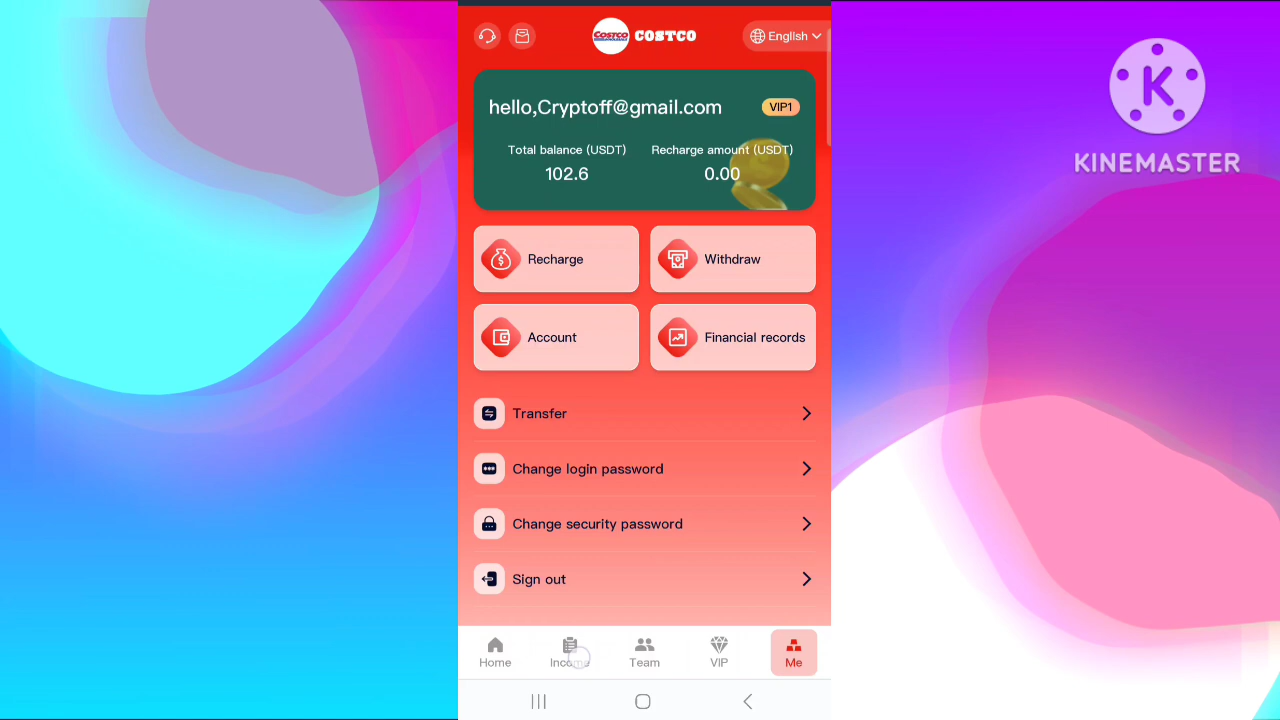 COSTCO
WHOLESALE
COSTCO
English
hello,Cryptoff@gmail.com
VIP1
Total balance (USDT)
Recharge amount (USDT)
102.6
0.00
Recharge
Withdraw
Account
Financial records
Transfer
Change login password
Change security password
Sign out
Home
Income
Team
VIP
Me
K
KINEMASTER